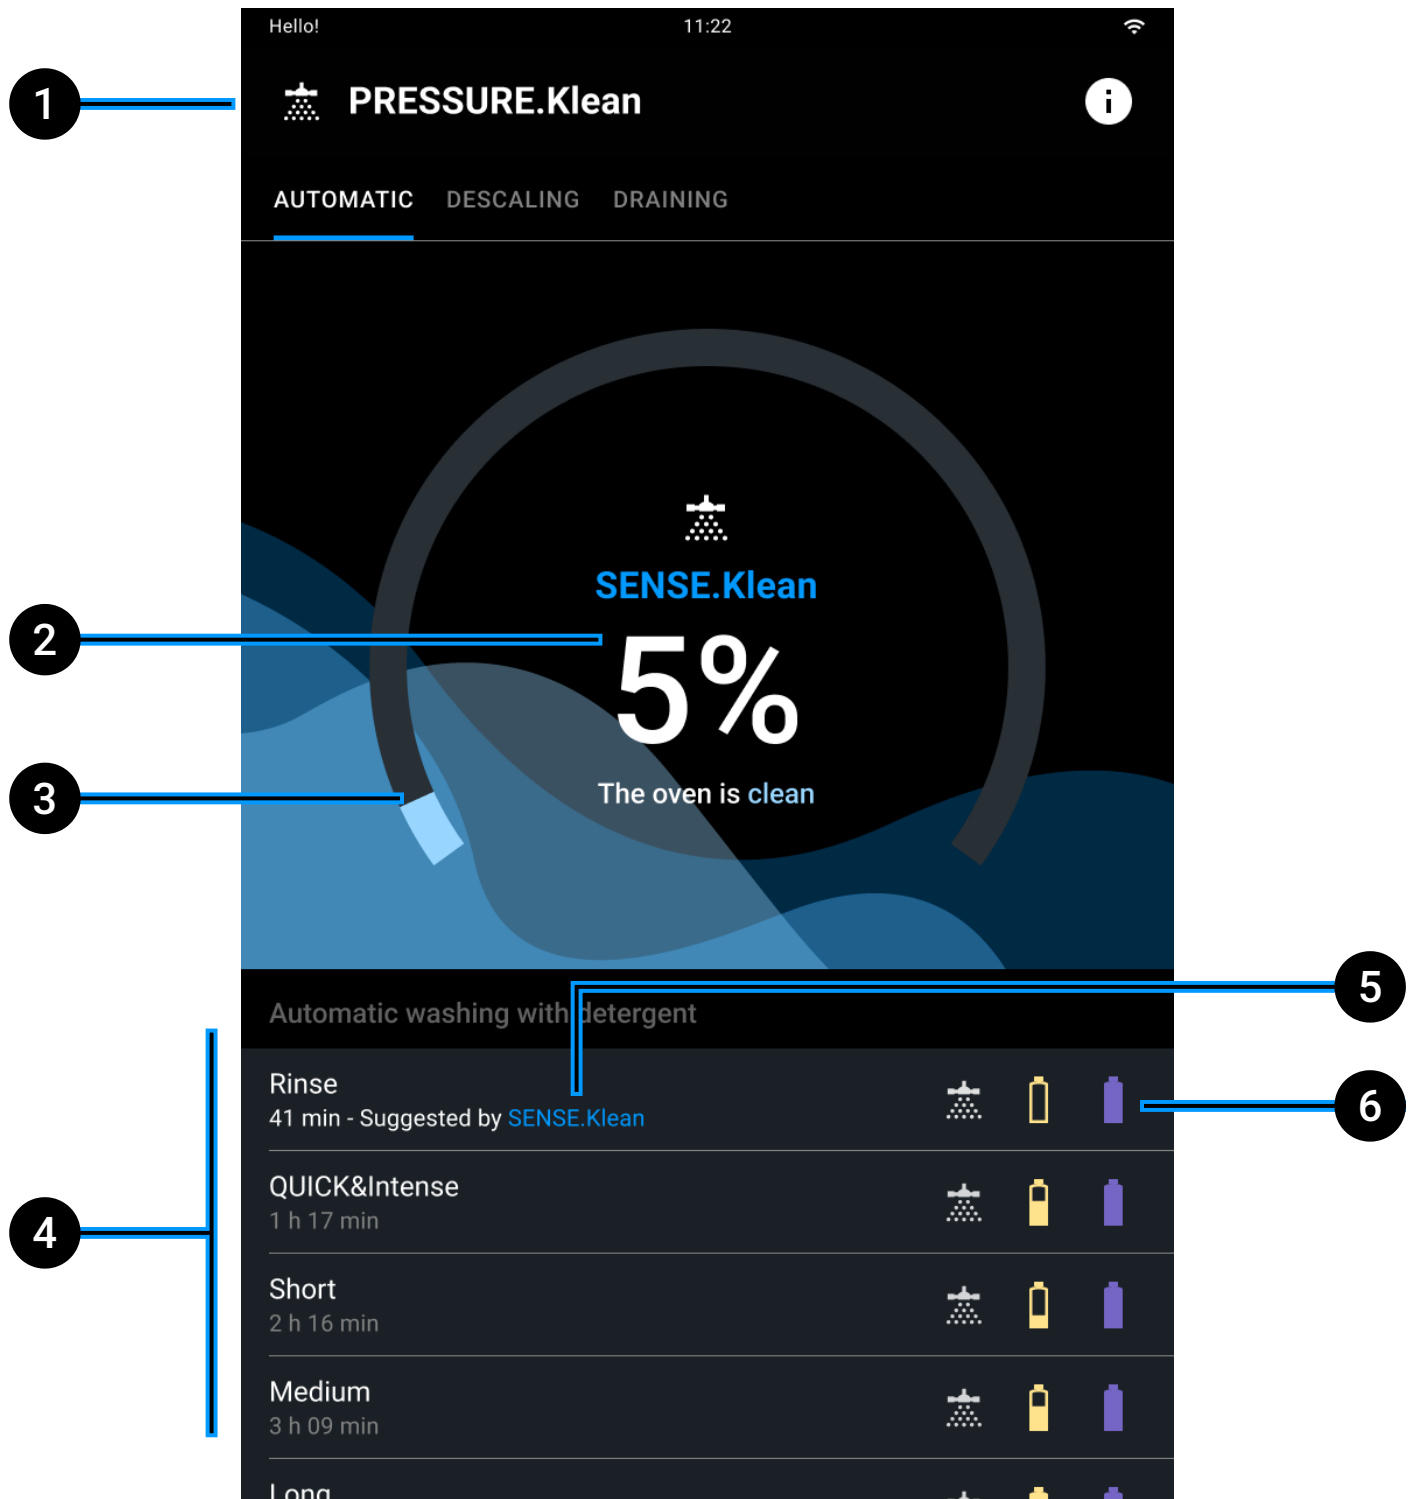 Hello!
11:22
1
PRESSURE.Klean
i
AUTOMATIC DESCALING DRAINING
SENSE.Klean
2
5%
The oven is clean
3
5
Automatic washing with detergent
Rinse
41 min - Suggested by SENSE.Klean
6
QUICK&Intense
1 h 17 min
4
Short
2 h 16 min
Medium
3 h 09 min
Long